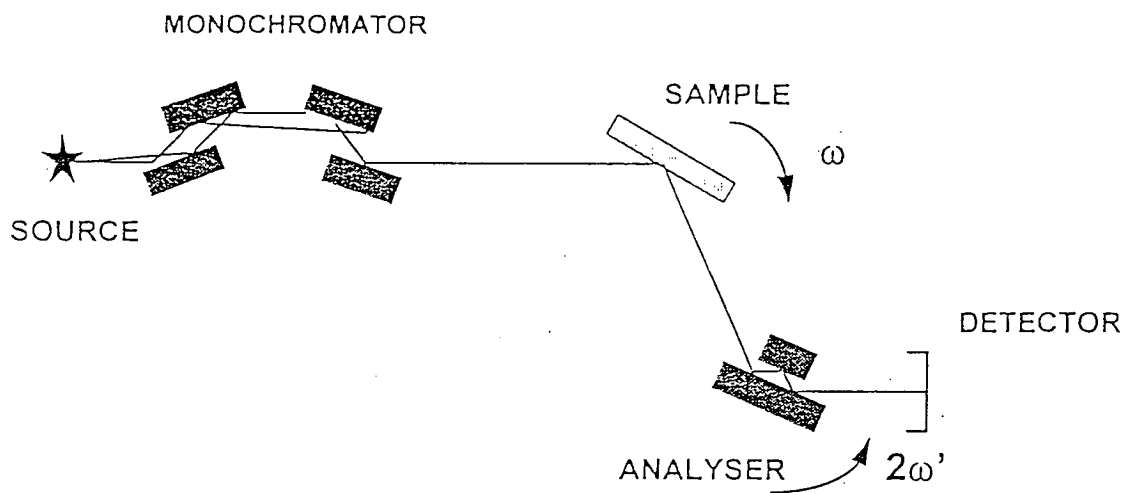 MONOCHROMATOR
SAMPLE
ω
SOURCE
DETECTOR
ANALYSER
2ω'